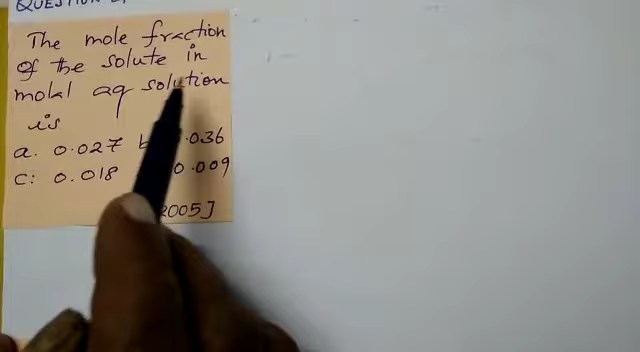 The mole fraction
of the solute in
molal aq solution
is
a. 0.027 b .036
c: 0.018 0.009
2005]